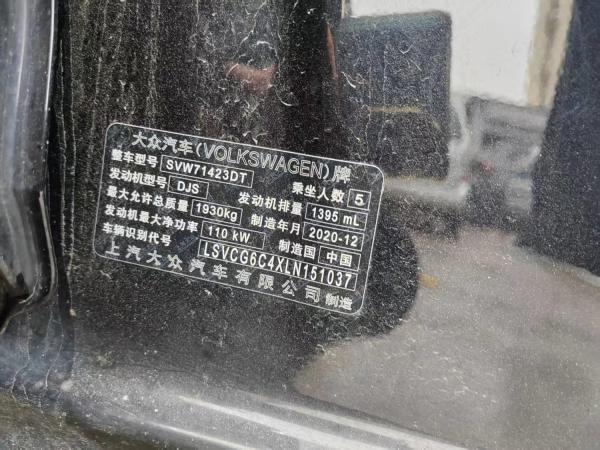 大众汽车(VOLKSWAGEN)牌
整车型号 SVW71423DT 乘坐人数 5
发动机型号 DJS 发动机排量 1395 mL
最大允许总质量 1930kg 制造年月 2020-12
发动机最大净功率 110 kW 制造国 中国
车辆识别代号 LSVCG6C4XLN151037
上汽大众汽车有限公司 制造